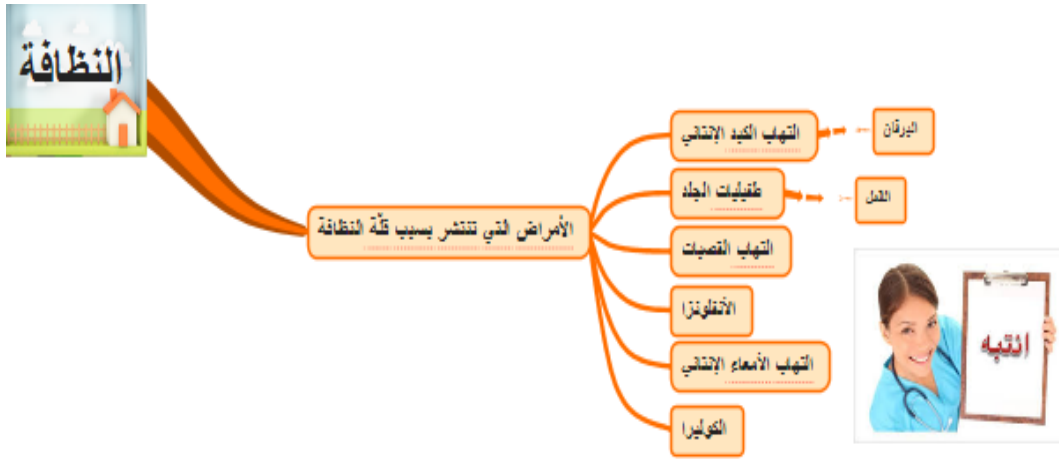 النظافة
الأمراض التي تنتشر بسبب قلّة النظافة
التهاب الكبد الإنتاني
اليرقان
طفيليات الجلد
القمل
التهاب القصبات
الأنفلونزا
التهاب الأمعاء الإنتاني
الكوليرا
انتبه